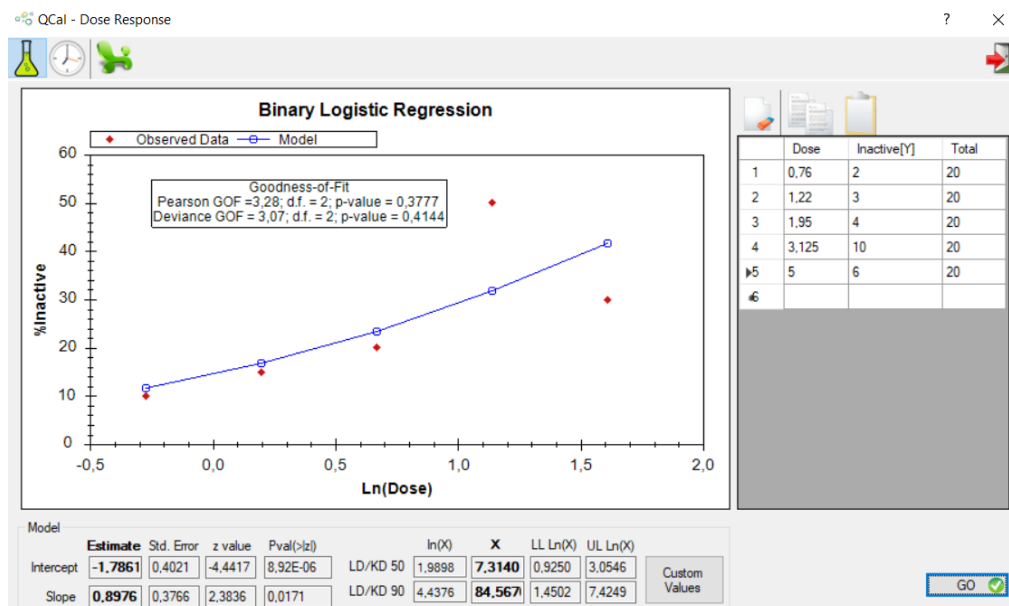 QCal - Dose Response
?
Binary Logistic Regression
Observed Data Model
Goodness-of-Fit
Pearson GOF =3,28; d.f. = 2; p-value = 0,3777
Deviance GOF = 3,07; d.f. = 2; p-value = 0,4144
%Inactive
60
50
40
30
20
10
0
-0,5 0,0 0,5 1,0 1,5 2,0
Ln(Dose)
Dose Inactive[Y] Total
1 0,76 2 20
2 1,22 3 20
3 1,95 4 20
4 3,125 10 20
5 5 6 20
6
Model
Estimate Std. Error z value Pval(>|z|) ln(X) X LL Ln(X) UL Ln(X)
Intercept -1,7861 0,4021 -4,4417 8,92E-06 LD/KD 50 1,9898 7,3140 0,9250 3,0546
Slope 0,8976 0,3766 2,3836 0,0171 LD/KD 90 4,4376 84,567 1,4502 7,4249
Custom
Values
GO